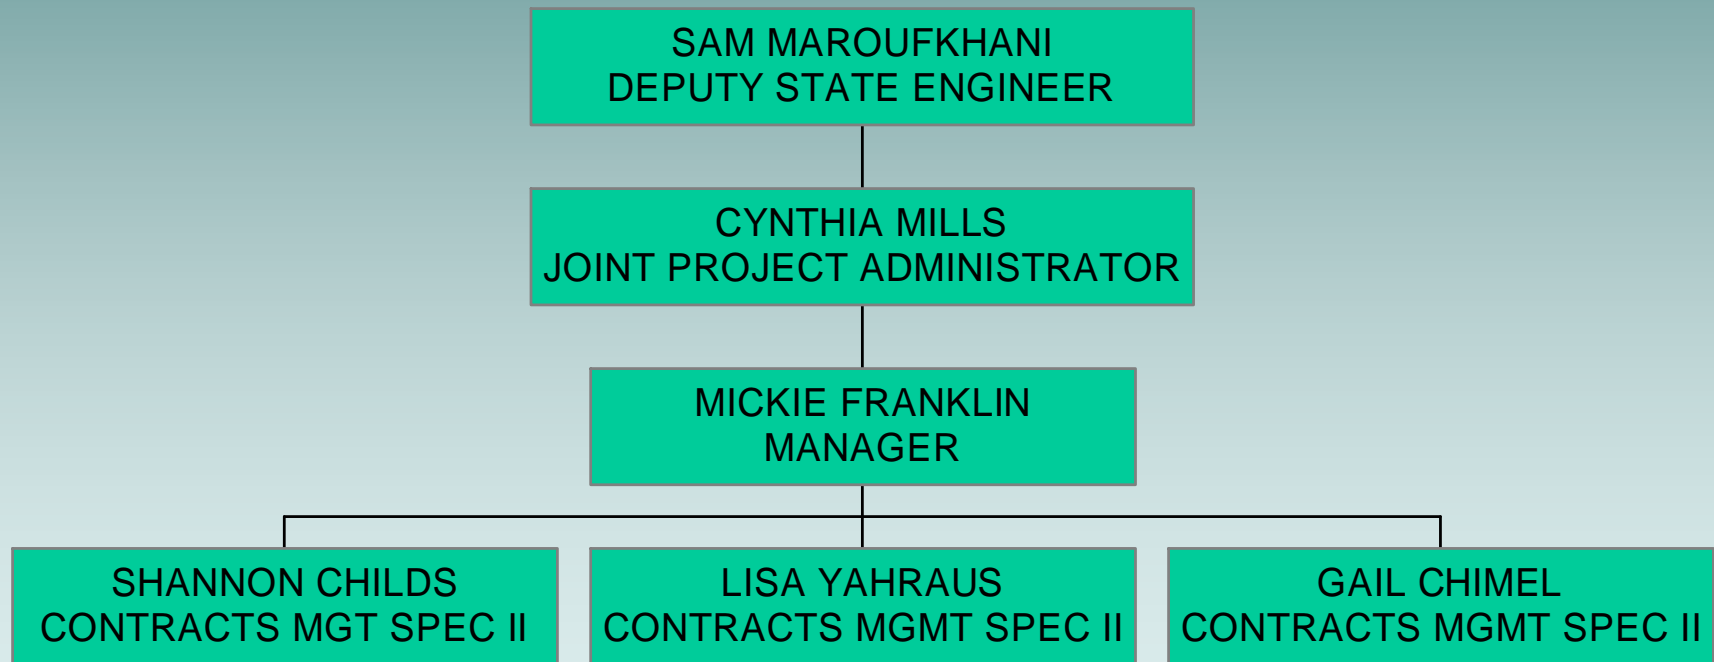 SAM MAROUFKHANI
DEPUTY STATE ENGINEER
CYNTHIA MILLS
JOINT PROJECT ADMINISTRATOR
MICKIE FRANKLIN
MANAGER
SHANNON CHILDS
CONTRACTS MGT SPEC II
LISA YAHRAUS
CONTRACTS MGMT SPEC II
GAIL CHIMEL
CONTRACTS MGMT SPEC II